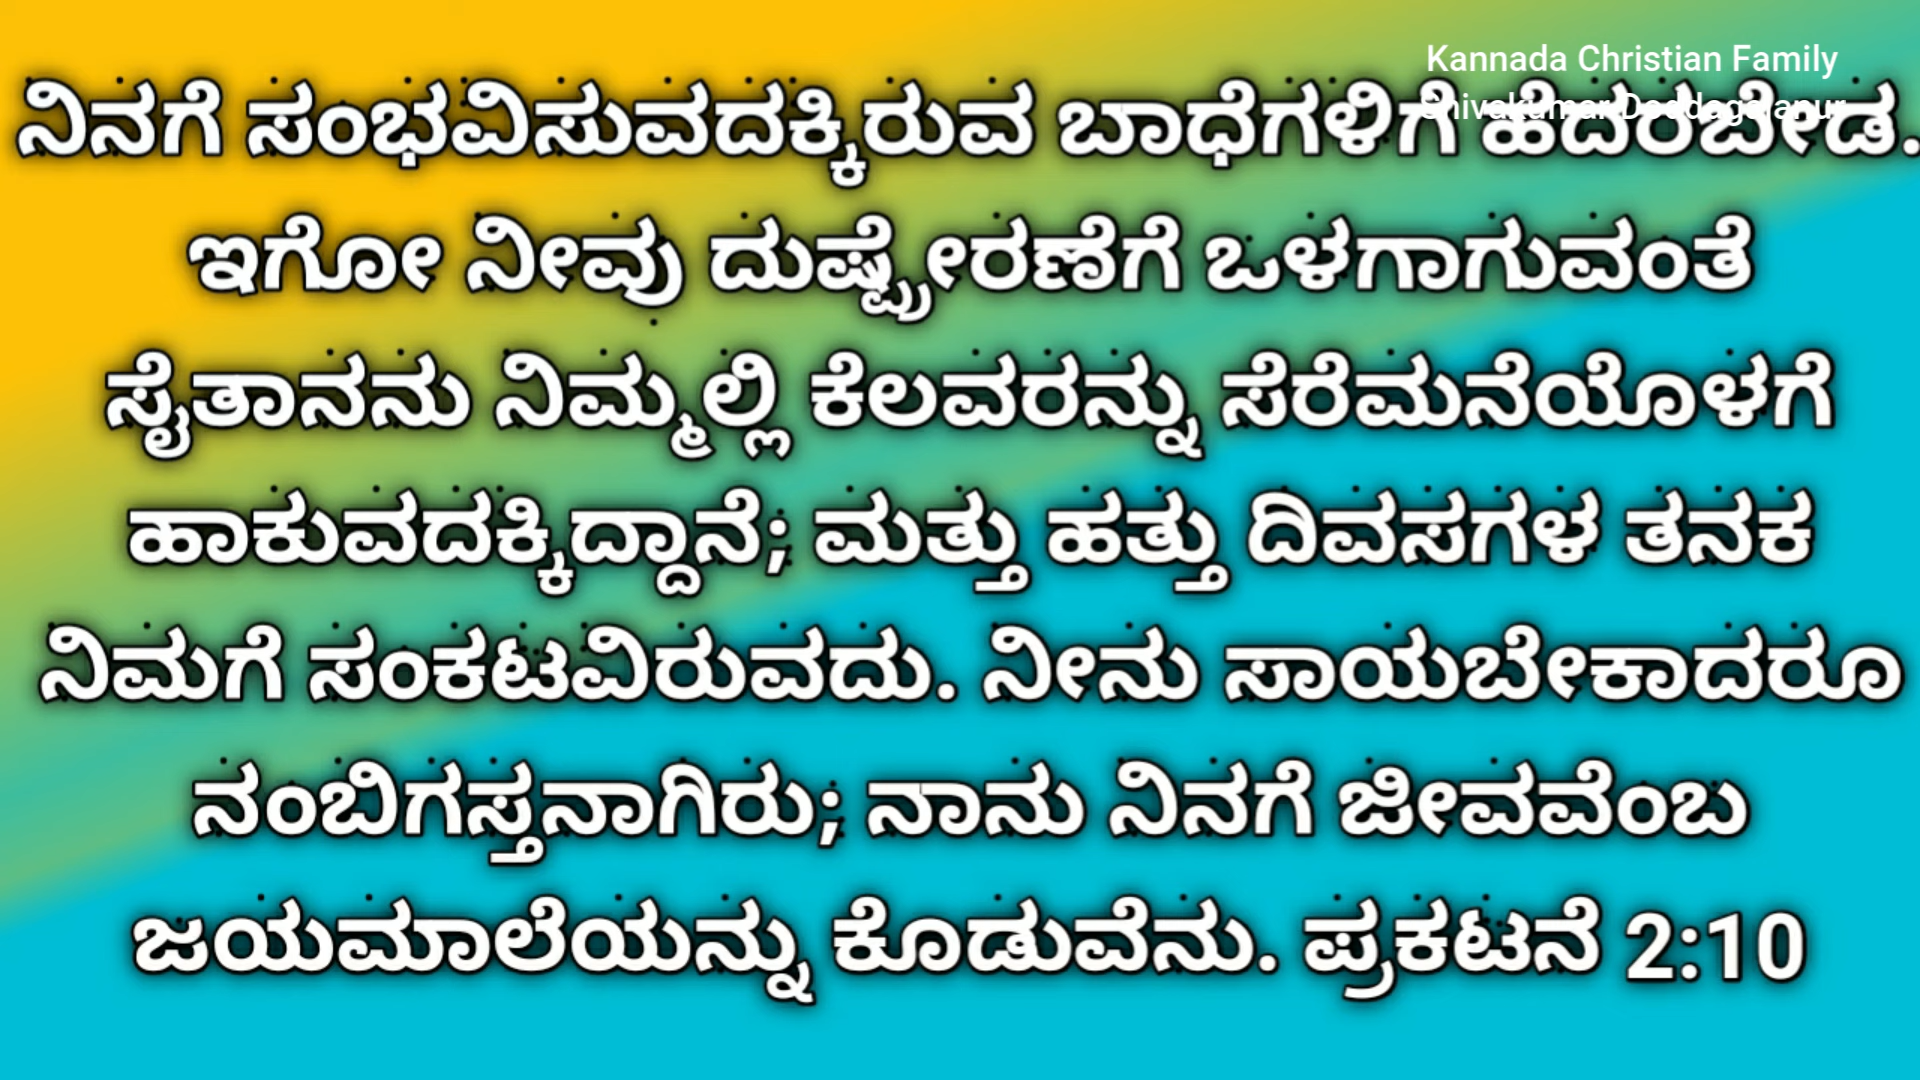 Kannada Christian Family
ನಿನಗೆ ಸಂಭವಿಸುವದಕ್ಕಿರುವ ಬಾಧೆಗಳಿಗೆ ಹೆದರಬೇಡ.
ಇಗೋ ನೀವು ದುಷ್ಪ್ರೇರಣೆಗೆ ಒಳಗಾಗುವಂತೆ
ಸೈತಾನನು ನಿಮ್ಮಲ್ಲಿ ಕೆಲವರನ್ನು ಸೆರೆಮನೆಯೊಳಗೆ
ಹಾಕುವದಕ್ಕಿದ್ದಾನೆ; ಮತ್ತು ಹತ್ತು ದಿವಸಗಳ ತನಕ
ನಿಮಗೆ ಸಂಕಟವಿರುವದು. ನೀನು ಸಾಯಬೇಕಾದರೂ
ನಂಬಿಗಸ್ತನಾಗಿರು; ನಾನು ನಿನಗೆ ಜೀವವೆಂಬ
ಜಯಮಾಲೆಯನ್ನು ಕೊಡುವೆನು. ಪ್ರಕಟನೆ 2:10